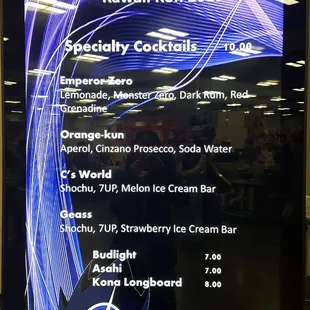 Specialty Cocktails 10.00
Emperor Zero
Lemonade, Monster Zero, Dark Rum, Red
Grenadine
Orange-kun
Aperol, Cinzano Prosecco, Soda Water
C's World
Shochu, 7UP, Melon Ice Cream Bar
Geass
Shochu, 7UP, Strawberry Ice Cream Bar
Budlight 7.00
Asahi 7.00
Kona Longboard 8.00